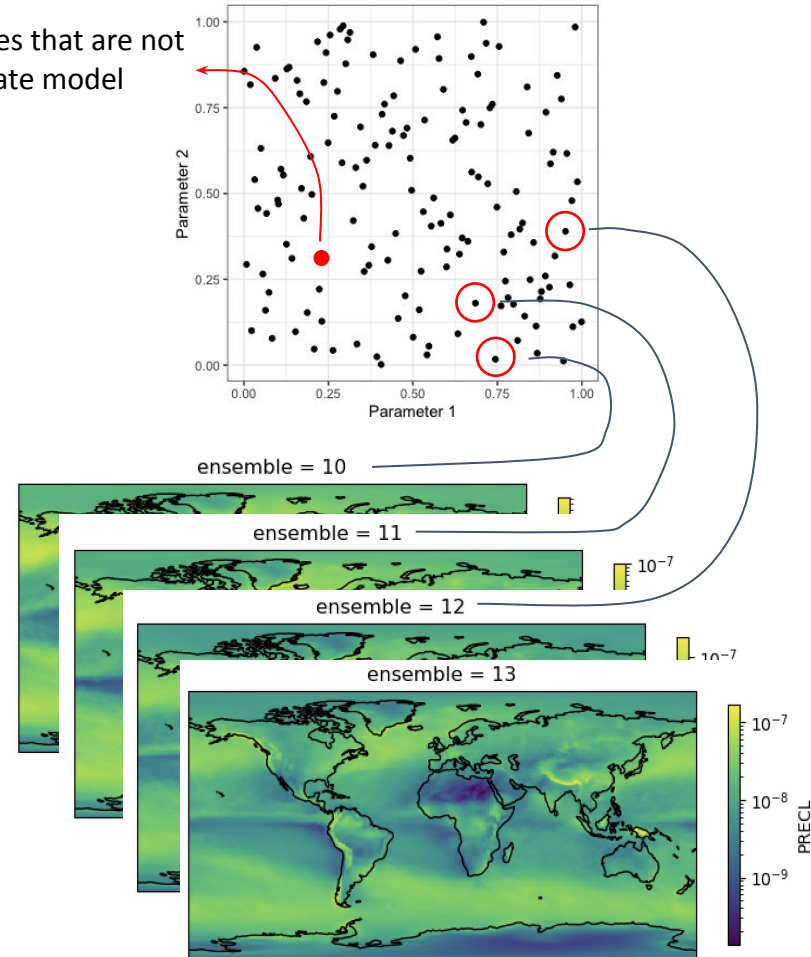 es that are not
ate model
1.00
0.75
0.50
0.25
0.00
Parameter 2
0.00 0.25 0.50 0.75 1.00
Parameter 1
ensemble = 10
ensemble = 11
10⁻⁷
ensemble = 12
10⁻⁷
ensemble = 13
10⁻⁷
10⁻⁸
10⁻⁹
PRECL